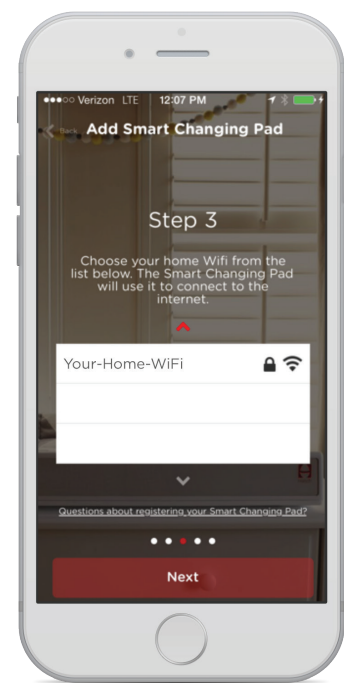 Verizon LTE 12:07 PM
Back Add Smart Changing Pad
Step 3
Choose your home Wifi from the
list below. The Smart Changing Pad
will use it to connect to the
internet.
Your-Home-WiFi
Questions about registering your Smart Changing Pad?
Next